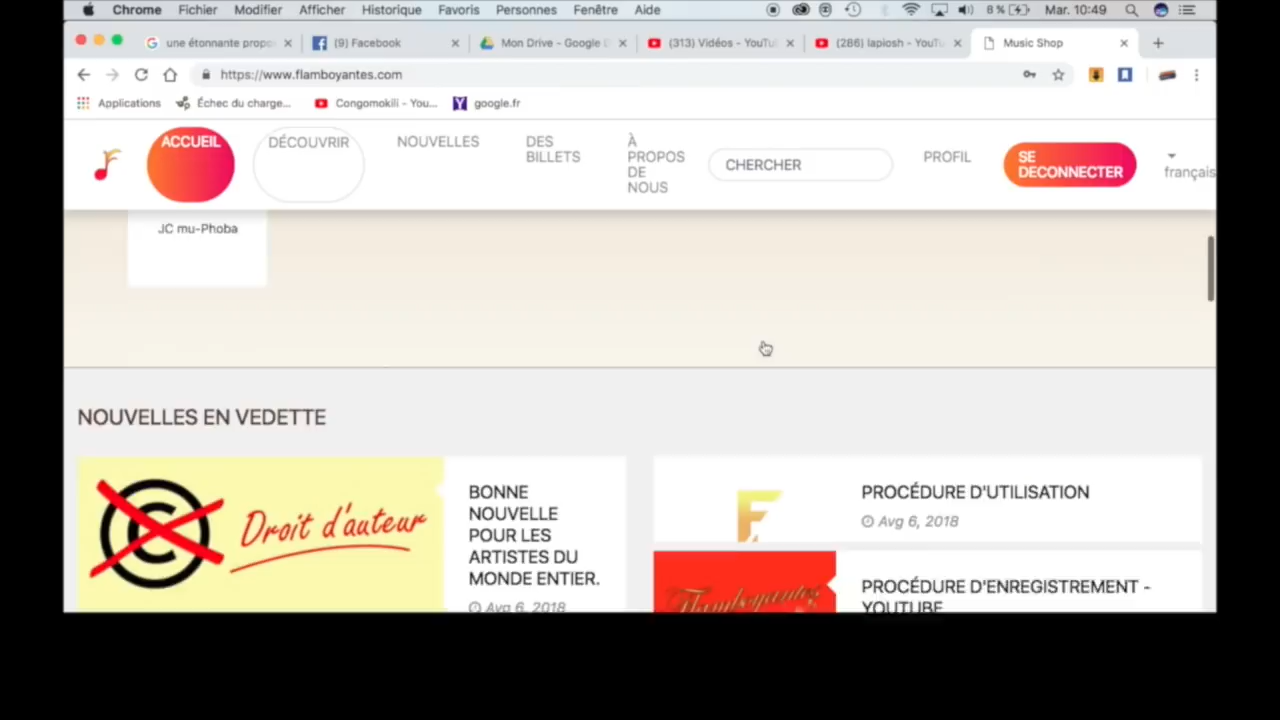 Chrome Fichier Modifier Afficher Historique Favoris Personnes Fenêtre Aide 8 % Mar. 10:49
une étonnante propo
(9) Facebook
Mon Drive - Google
(313) Vidéos - YouTu
(286) lapiosh - YouTu
Music Shop
https://www.flamboyantes.com
Applications
Échec du charge...
Congomokili - You...
google.fr
ACCUEIL
DÉCOUVRIR
NOUVELLES
DES
BILLETS
À
PROPOS
DE
NOUS
CHERCHER
PROFIL
SE
DECONNECTER
français
JC mu-Phoba
NOUVELLES EN VEDETTE
Droit d'auteur
BONNE
NOUVELLE
POUR LES
ARTISTES DU
MONDE ENTIER.
Avg 6, 2018
F
PROCÉDURE D'UTILISATION
Avg 6, 2018
Flamboyantes
PROCÉDURE D'ENREGISTREMENT -
YOUTUBE